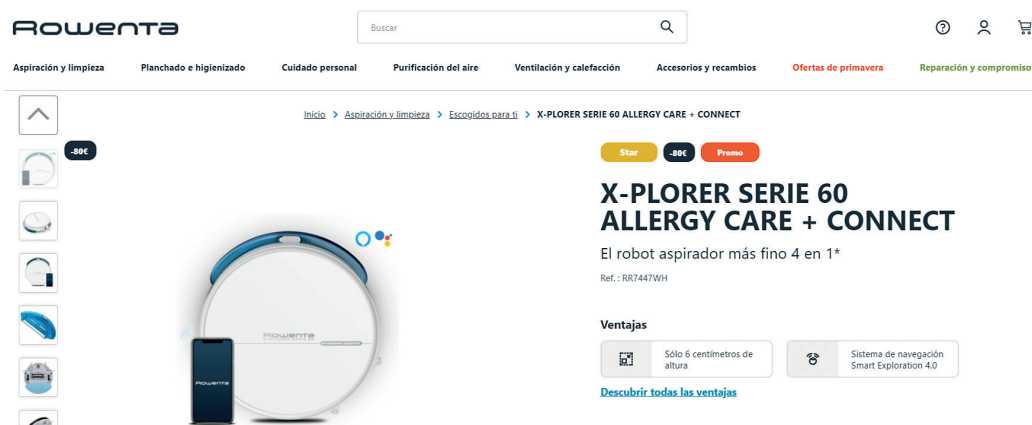 Rowenta
Buscar
Aspiración y limpieza
Planchado e higienizado
Cuidado personal
Purificación del aire
Ventilación y calefacción
Accesorios y recambios
Ofertas de primavera
Reparación y compromiso
Inicio > Aspiración y limpieza > Escogidos para ti > X-PLORER SERIE 60 ALLERGY CARE + CONNECT
-80€
Star
-80€
Promo
X-PLORER SERIE 60
ALLERGY CARE + CONNECT
El robot aspirador más fino 4 en 1*
Ref. : RR7447WH
Ventajas
Sólo 6 centímetros de
altura
Sistema de navegación
Smart Exploration 4.0
Descubrir todas las ventajas
Rowenta
Rowenta